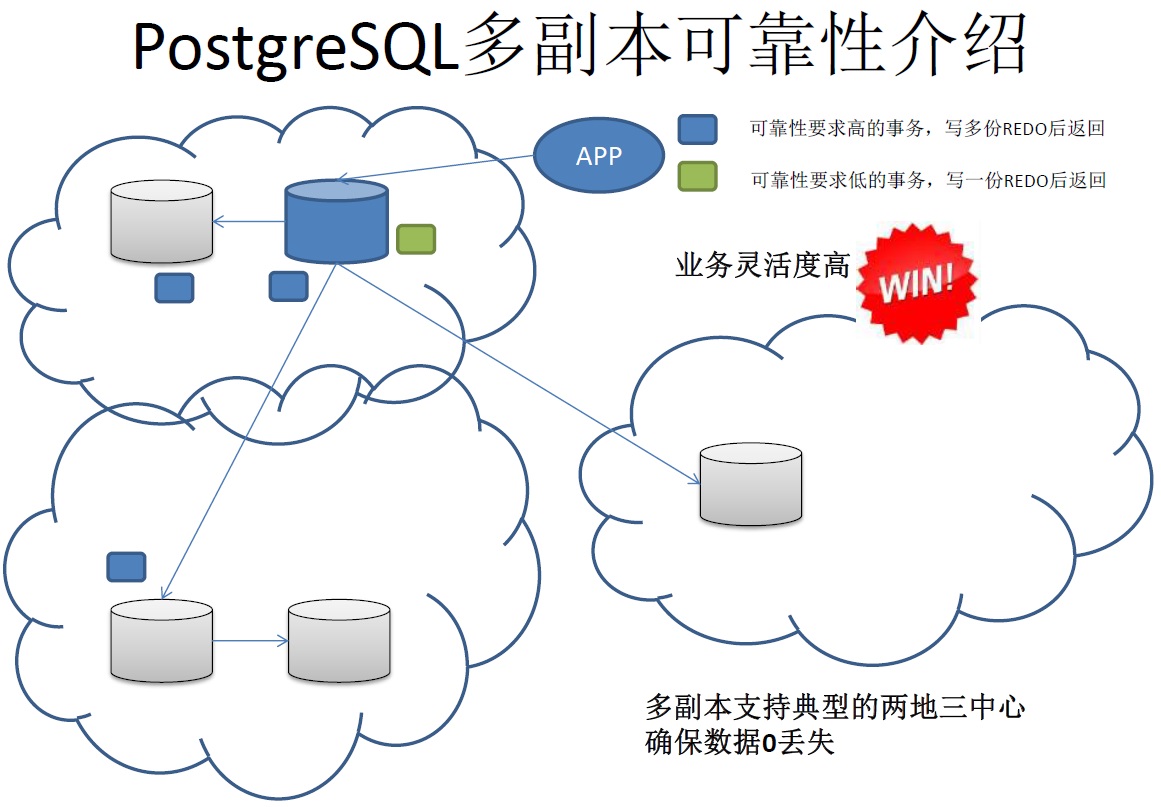 PostgreSQL多副本可靠性介绍
APP
可靠性要求高的事务，写多份REDO后返回
可靠性要求低的事务，写一份REDO后返回
业务灵活度高
WIN!
多副本支持典型的两地三中心
确保数据0丢失